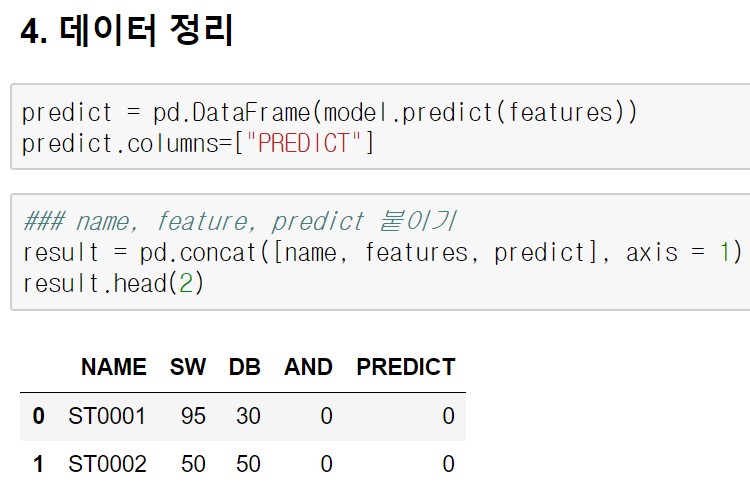 4. 데이터 정리
predict = pd.DataFrame(model.predict(features))
predict.columns=["PREDICT"]
### name, feature, predict 붙이기
result = pd.concat([name, features, predict], axis = 1)
result.head(2)
NAME SW DB AND PREDICT
0 ST0001 95 30 0 0
1 ST0002 50 50 0 0